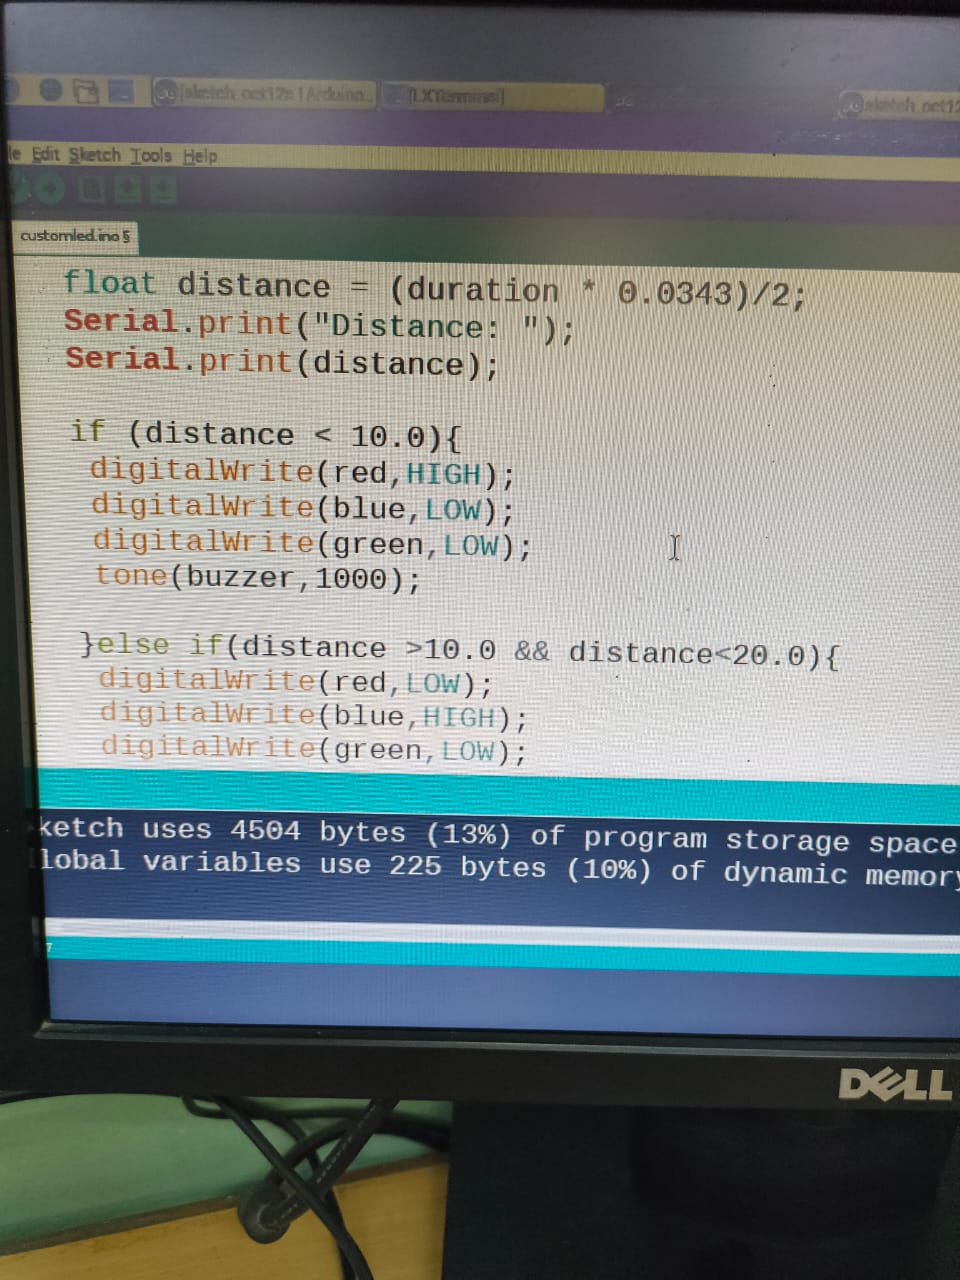 [sketch_oct12a | Arduino...
[LXTerminal]
sketch_oct12
le Edit Sketch Tools Help
customled.ino §
float distance = (duration * 0.0343)/2;
Serial.print("Distance: ");
Serial.print(distance);
if (distance < 10.0){
digitalWrite(red,HIGH);
digitalWrite(blue,LOW);
digitalWrite(green,LOW);
tone(buzzer,1000);
}else if(distance >10.0 && distance<20.0){
digitalWrite(red,LOW);
digitalWrite(blue,HIGH);
digitalWrite(green,LOW);
ketch uses 4504 bytes (13%) of program storage space
lobal variables use 225 bytes (10%) of dynamic memory
7
DELL